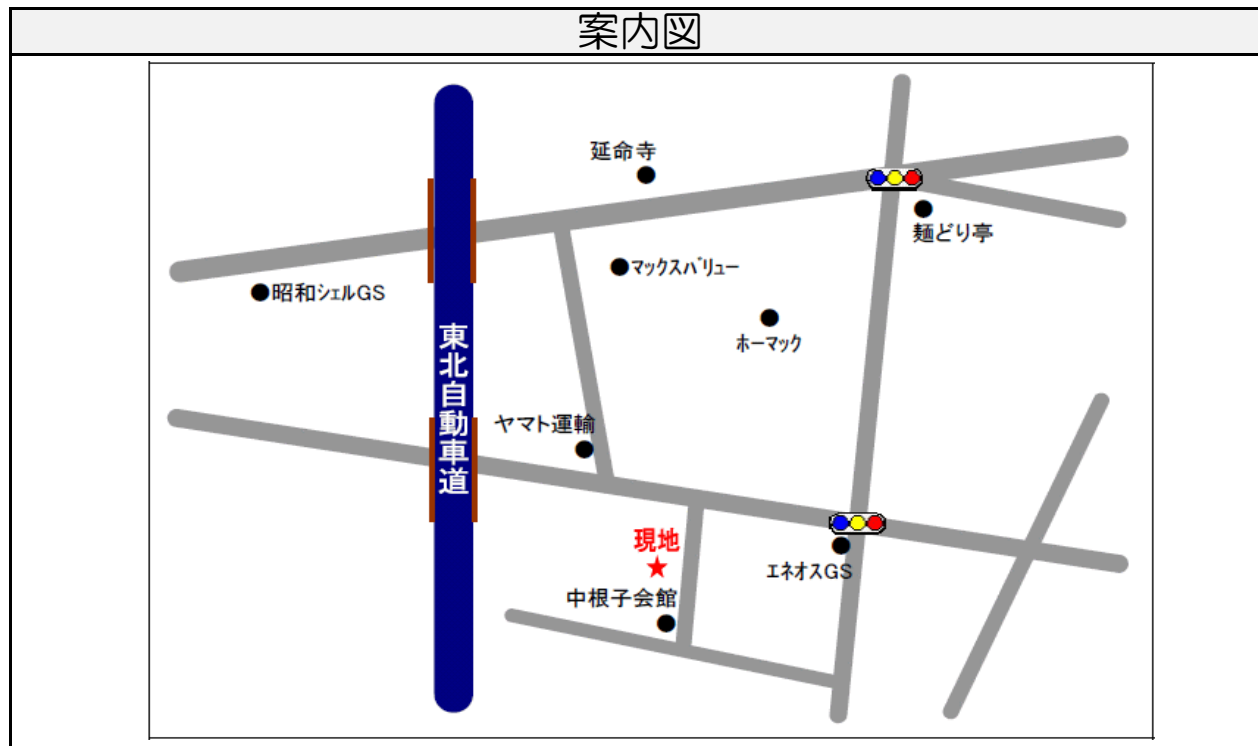 案内図
延命寺
麺どり亭
マックスバリュー
昭和シェルGS
ホーマック
東北自動車道
ヤマト運輸
現地
★
エネオスGS
中根子会館